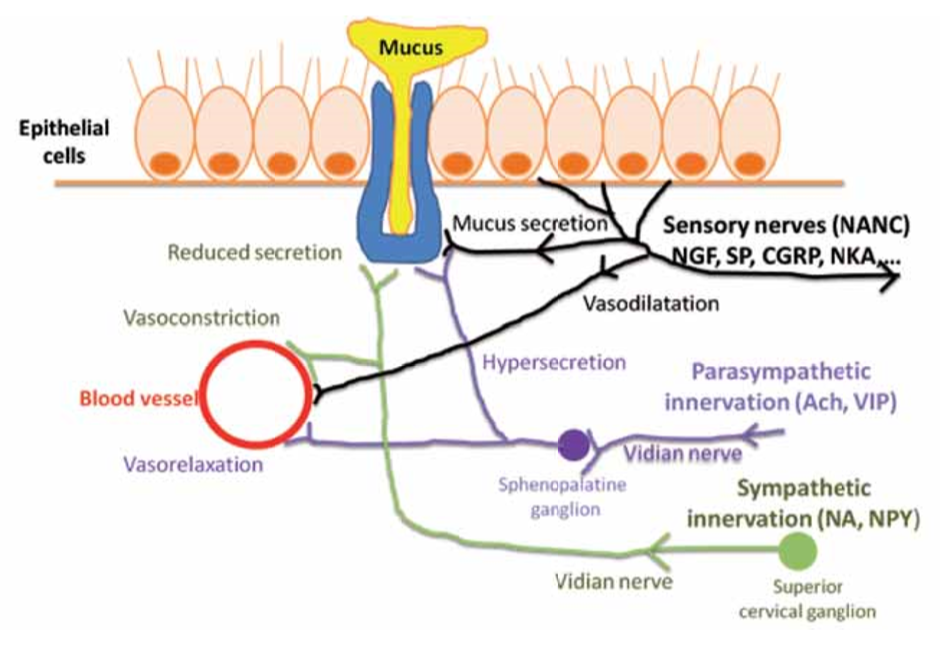 Mucus
Epithelial
cells
Mucus secretion
Sensory nerves (NANC)
NGF, SP, CGRP, NKA,...
Reduced secretion
Vasodilatation
Vasoconstriction
Hypersecretion
Parasympathetic
innervation (Ach, VIP)
Blood vessel
Vidian nerve
Vasorelaxation
Sphenopalatine
ganglion
Sympathetic
innervation (NA, NPY)
Vidian nerve
Superior
cervical ganglion